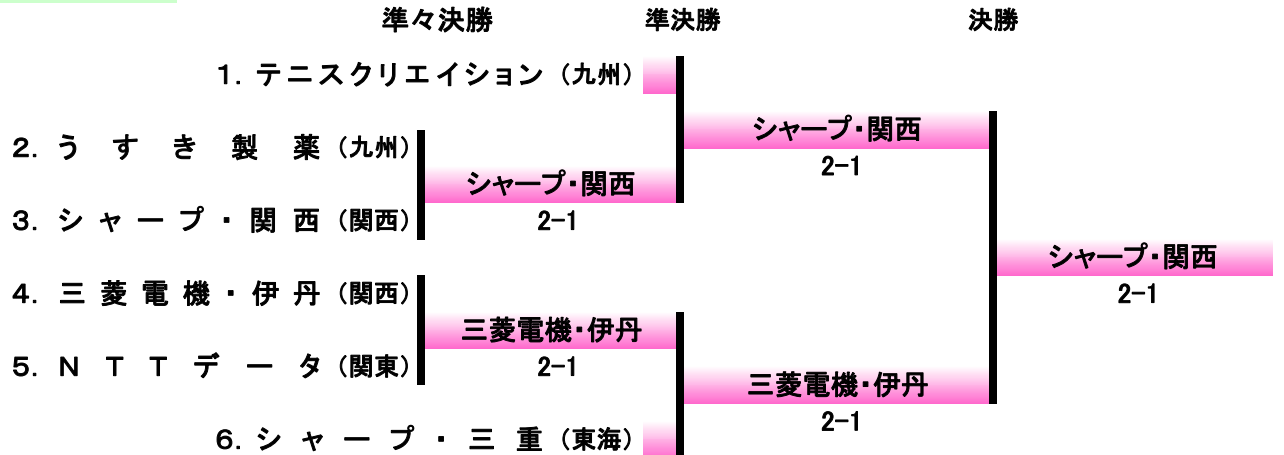 準々決勝 準決勝 決勝
1. テニスクリエイション（九州）
シャープ・関西
2-1
2. うすき製薬（九州）
シャープ・関西
2-1
3. シャープ・関西（関西）
シャープ・関西
2-1
4. 三菱電機・伊丹（関西）
三菱電機・伊丹
2-1
5. NTTデータ（関東）
三菱電機・伊丹
2-1
6. シャープ・三重（東海）